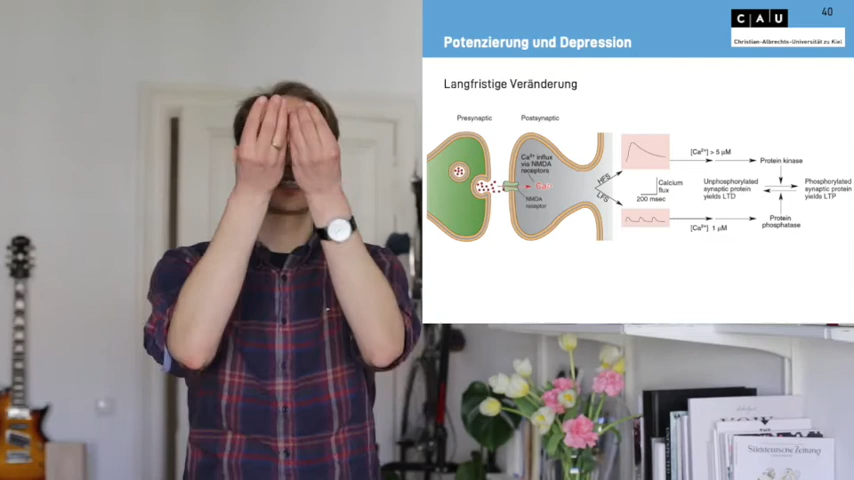 CAU
40
Christian-Albrechts-Universität zu Kiel
Potenzierung und Depression
Langfristige Veränderung
Presynaptic
Postsynaptic
Ca²⁺ influx
via NMDA
receptors
NMDA
receptor
HFS
LFS
Calcium
flux
200 msec
[Ca²⁺] > 5 μM
[Ca²⁺] 1 μM
Protein kinase
Unphosphorylated
synaptic protein
yields LTD
Phosphorylated
synaptic protein
yields LTP
Protein
phosphatase
Süddeutsche Zeitung